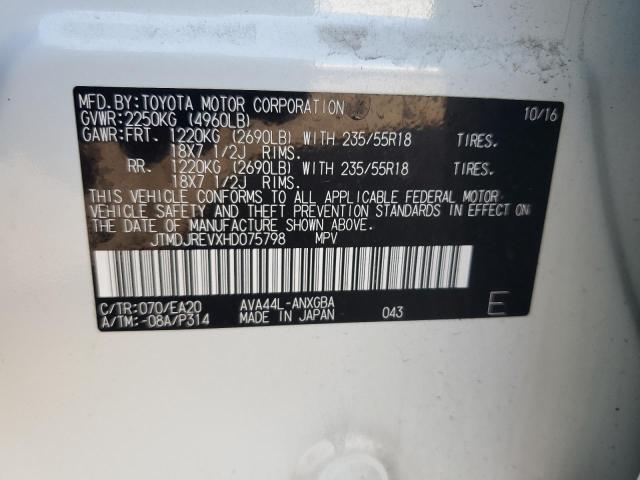 MFD. BY: TOYOTA MOTOR CORPORATION 10/16
GVWR: 2250KG (4960LB)
GAWR: FRT. 1220KG (2690LB) WITH 235/55R18 TIRES.
18X7 1/2J RIMS.
RR. 1220KG (2690LB) WITH 235/55R18 TIRES.
18X7 1/2J RIMS.
THIS VEHICLE CONFORMS TO ALL APPLICABLE FEDERAL MOTOR
VEHICLE SAFETY AND THEFT PREVENTION STANDARDS IN EFFECT ON
THE DATE OF MANUFACTURE SHOWN ABOVE.
JTMDJREVXHD075798 MPV
C/TR: 070/EA20 AVA44L-ANXGBA
A/TM: -08A/P314 MADE IN JAPAN 043 E